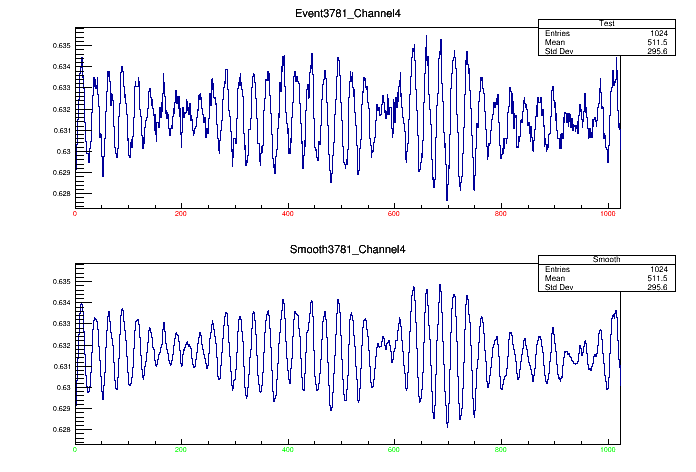 Event3781_Channel4
Test
Entries 1024
Mean 511.5
Std Dev 295.6
0.635
0.634
0.633
0.632
0.631
0.63
0.629
0.628
0 200 400 600 800 1000
Smooth3781_Channel4
Smooth
Entries 1024
Mean 511.5
Std Dev 295.6
0.635
0.634
0.633
0.632
0.631
0.63
0.629
0.628
0 200 400 600 800 1000